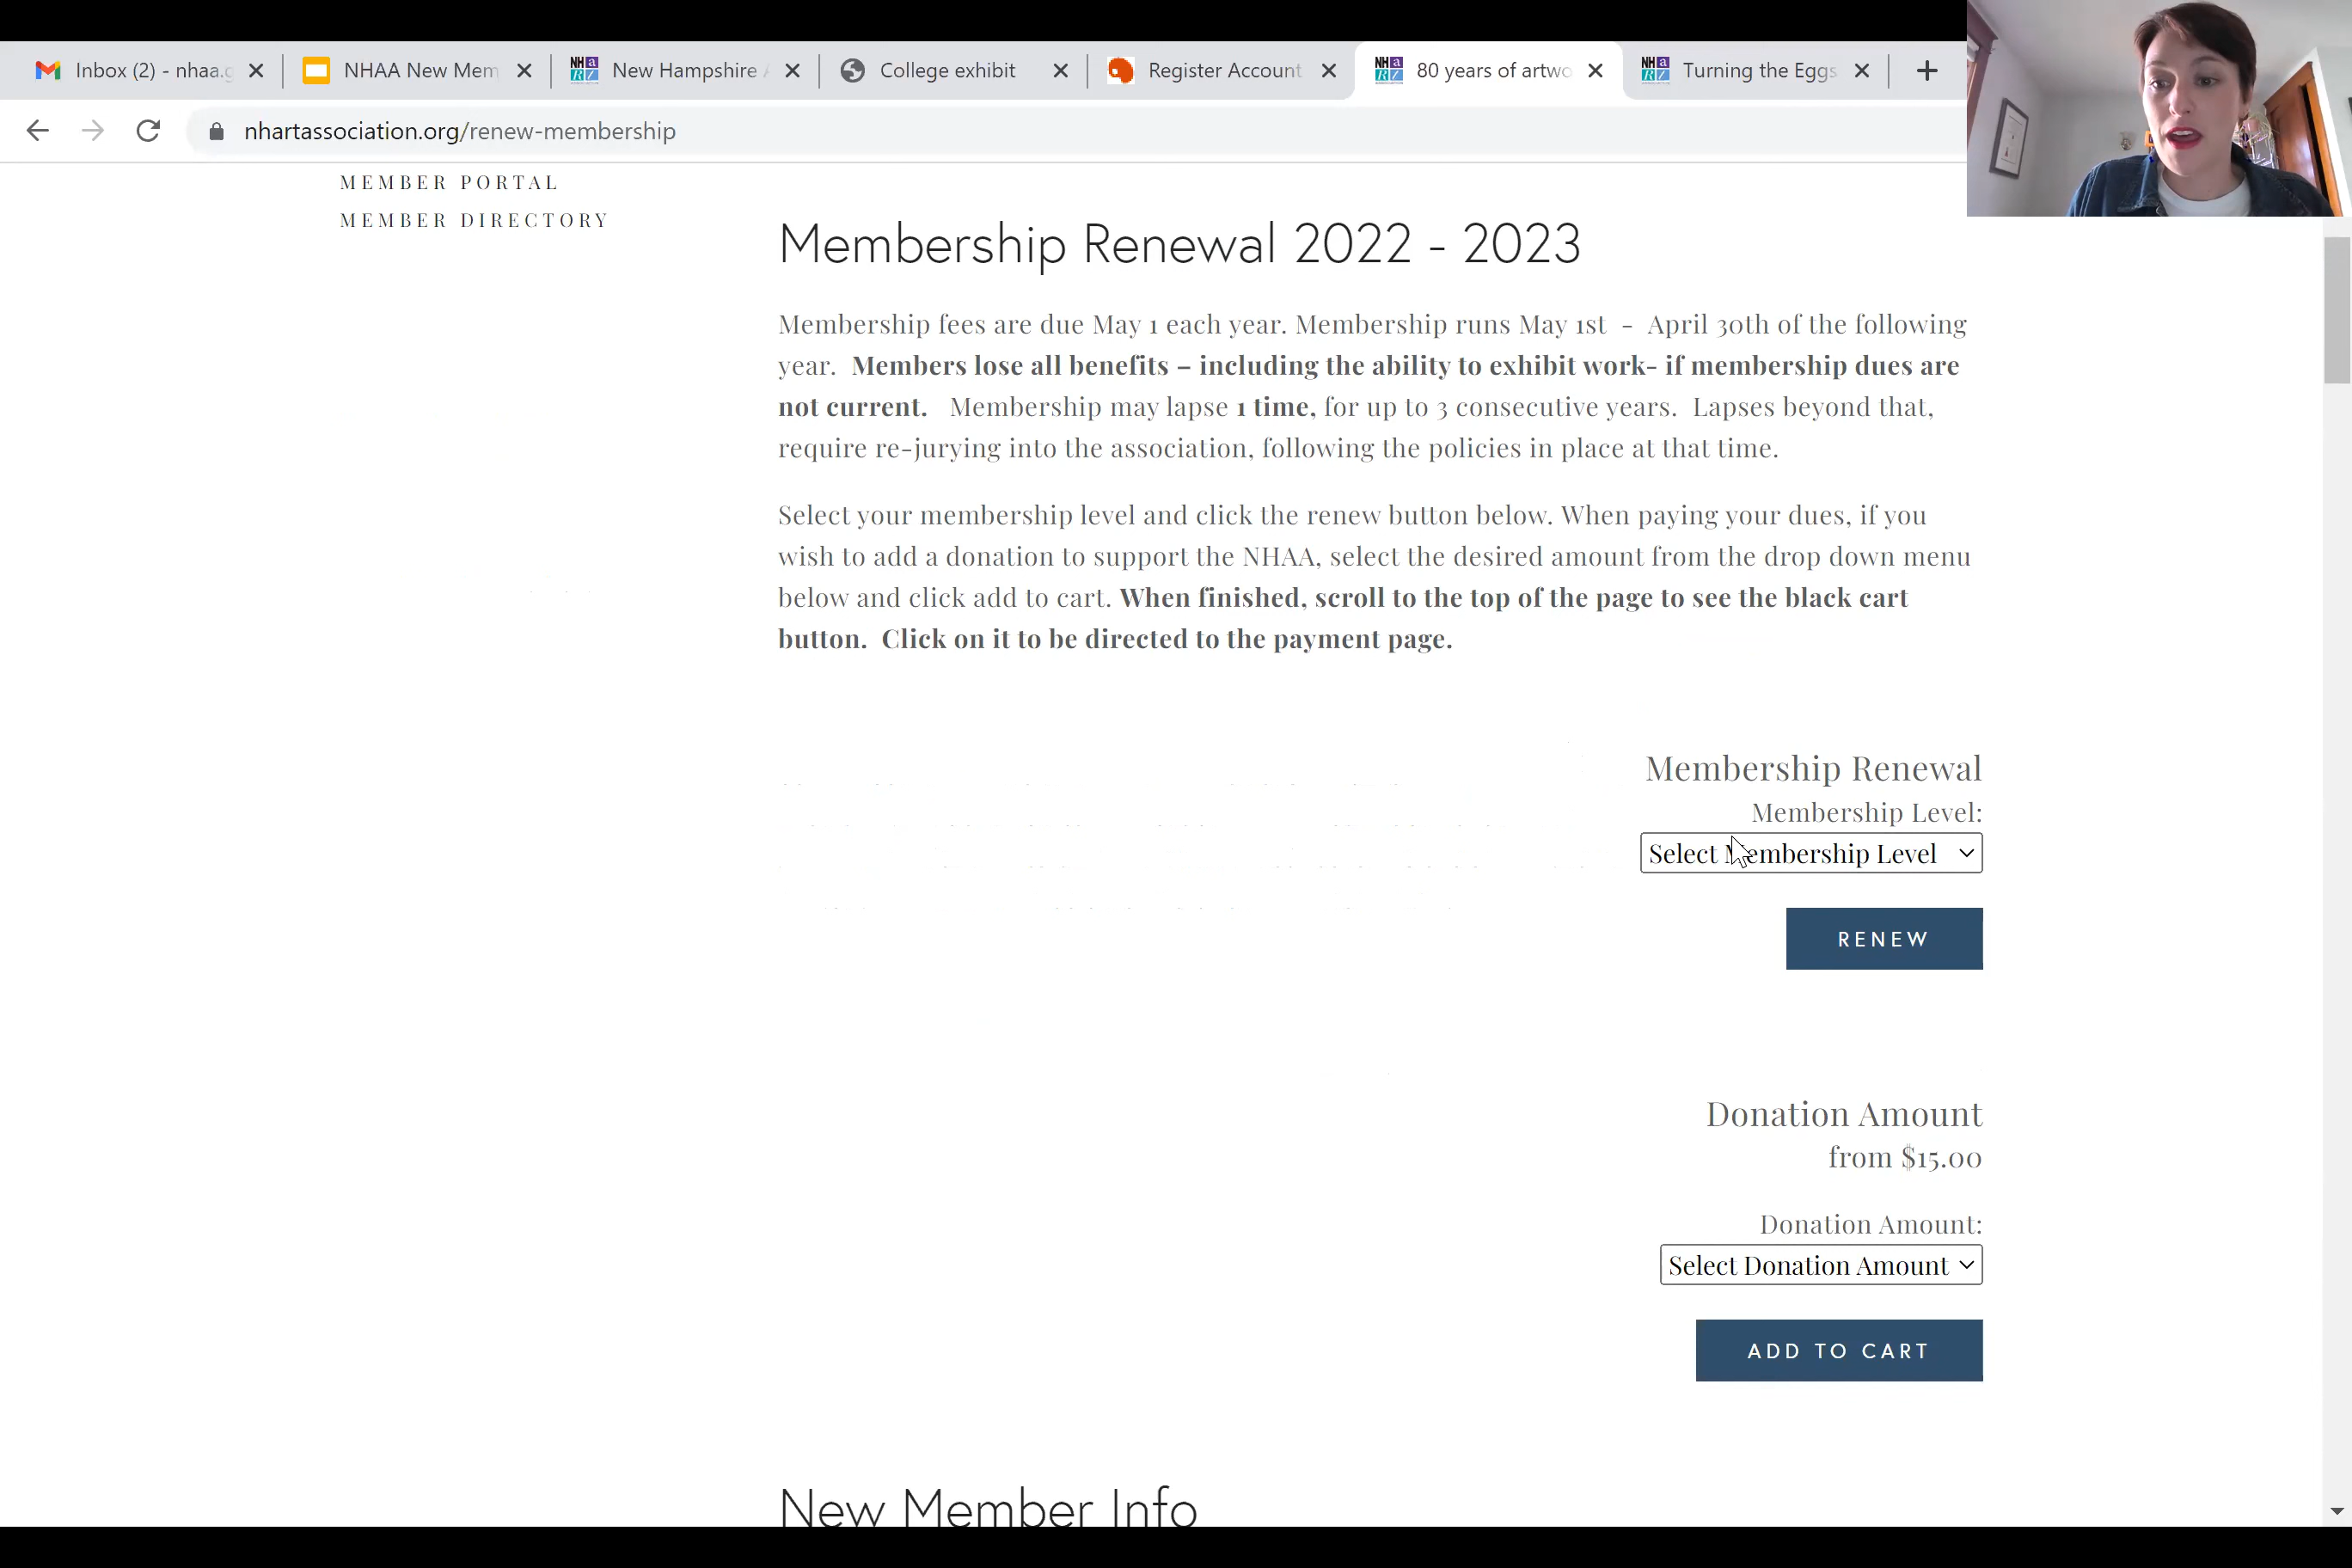 Inbox (2) - nhaa.g
NHAA New Mem
New Hampshire A
College exhibit
Register Account
80 years of artwo
Turning the Eggs
nhartassociation.org/renew-membership
MEMBER PORTAL
MEMBER DIRECTORY
Membership Renewal 2022 - 2023
Membership fees are due May 1 each year. Membership runs May 1st - April 30th of the following
year. Members lose all benefits – including the ability to exhibit work- if membership dues are
not current. Membership may lapse 1 time, for up to 3 consecutive years. Lapses beyond that,
require re-jurying into the association, following the policies in place at that time.
Select your membership level and click the renew button below. When paying your dues, if you
wish to add a donation to support the NHAA, select the desired amount from the drop down menu
below and click add to cart. When finished, scroll to the top of the page to see the black cart
button. Click on it to be directed to the payment page.
Membership Renewal
Membership Level:
Select Membership Level
RENEW
Donation Amount
from $15.00
Donation Amount:
Select Donation Amount
ADD TO CART
New Member Info